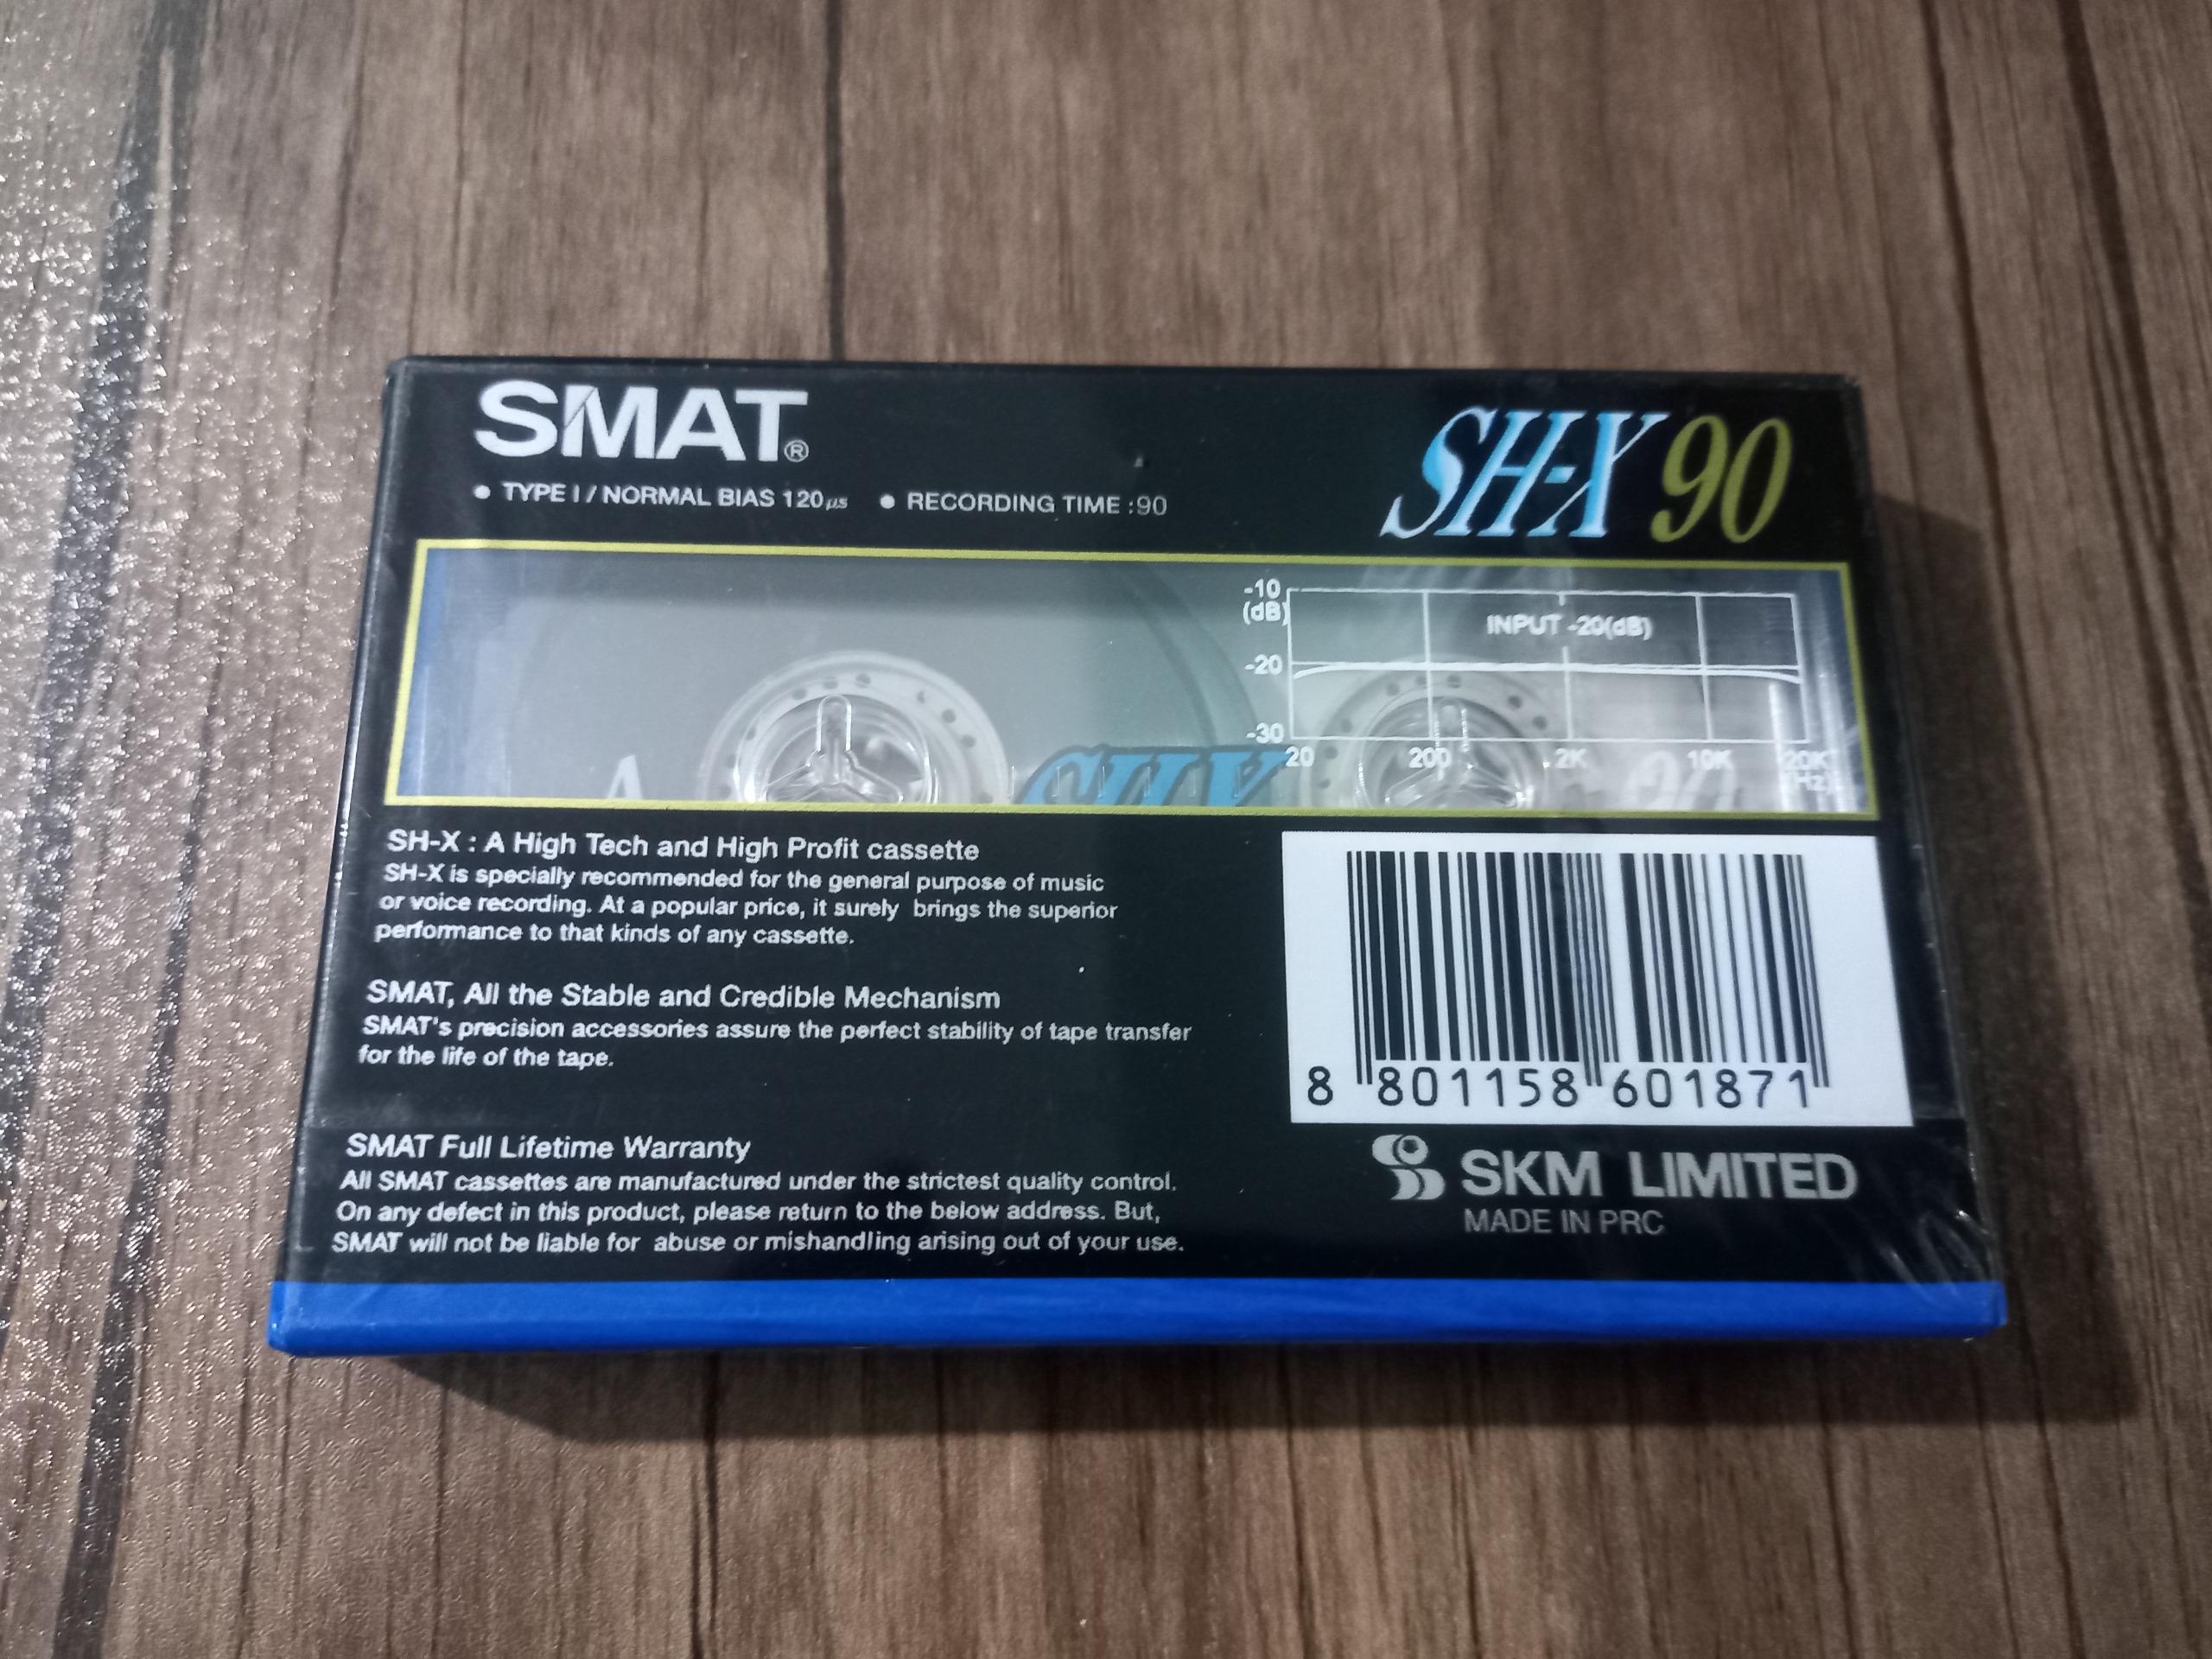 SMAT®
• TYPE I / NORMAL BIAS 120μs • RECORDING TIME :90
SH-X 90
-10
(dB)
INPUT -20(dB)
-20
-30
20 200 2K 10K 20K
(Hz)
A
SH-X
90
SH-X : A High Tech and High Profit cassette
SH-X is specially recommended for the general purpose of music
or voice recording. At a popular price, it surely brings the superior
performance to that kinds of any cassette.
SMAT, All the Stable and Credible Mechanism
SMAT's precision accessories assure the perfect stability of tape transfer
for the life of the tape.
SMAT Full Lifetime Warranty
All SMAT cassettes are manufactured under the strictest quality control.
On any defect in this product, please return to the below address. But,
SMAT will not be liable for abuse or mishandling arising out of your use.
8 801158 601871
SKM LIMITED
MADE IN PRC